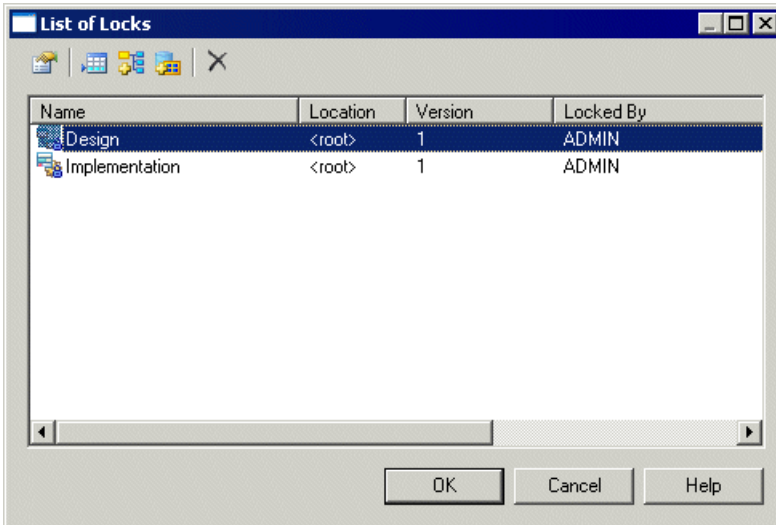 List of Locks
Name Location Version Locked By
Design <root> 1 ADMIN
Implementation <root> 1 ADMIN
OK Cancel Help